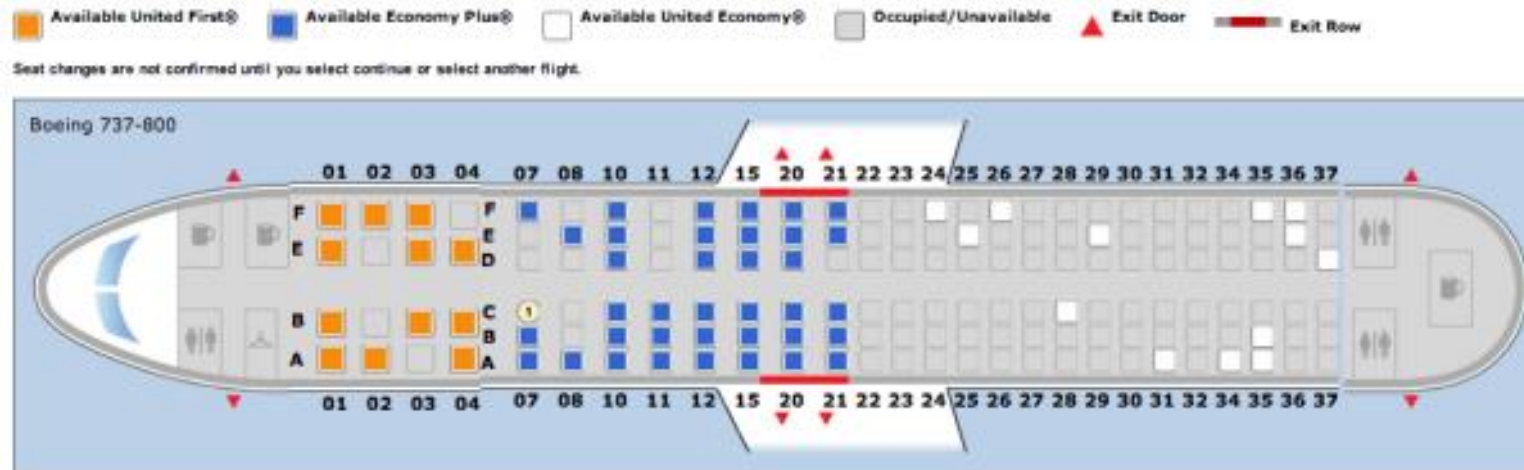 Available United First® Available Economy Plus® Available United Economy® Occupied/Unavailable Exit Door Exit Row
Seat changes are not confirmed until you select continue or select another flight.
Boeing 737-800
01 02 03 04 07 08 10 11 12 15 20 21 22 23 24 25 26 27 28 29 30 31 32 34 35 36 37
F F
E E
D
B C 1
B
A A
01 02 03 04 07 08 10 11 12 15 20 21 22 23 24 25 26 27 28 29 30 31 32 34 35 36 37